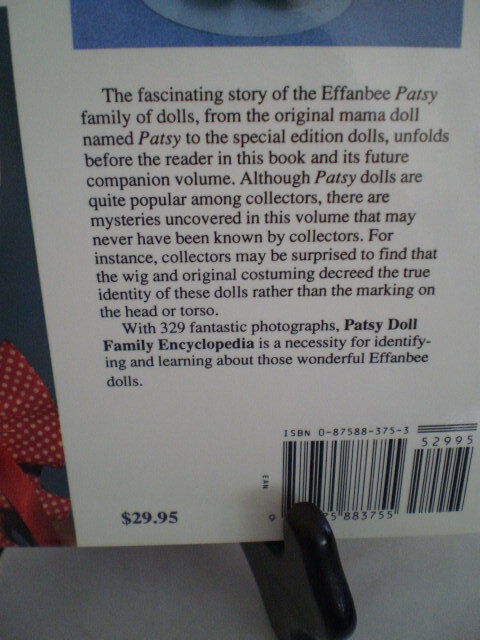 The fascinating story of the Effanbee Patsy
family of dolls, from the original mama doll
named Patsy to the special edition dolls, unfolds
before the reader in this book and its future
companion volume. Although Patsy dolls are
quite popular among collectors, there are
mysteries uncovered in this volume that may
never have been known by collectors. For
instance, collectors may be surprised to find that
the wig and original costuming decreed the true
identity of these dolls rather than the marking on
the head or torso.
With 329 fantastic photographs, Patsy Doll
Family Encyclopedia is a necessity for identify-
ing and learning about those wonderful Effanbee
dolls.
ISBN 0-87588-375-3
52995
EAN
$29.95
9 75 883755